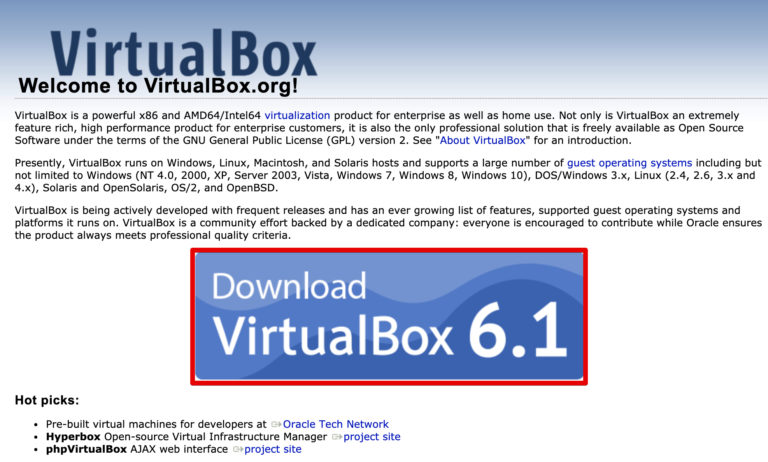 VirtualBox
Welcome to VirtualBox.org!
VirtualBox is a powerful x86 and AMD64/Intel64 virtualization product for enterprise as well as home use. Not only is VirtualBox an extremely
feature rich, high performance product for enterprise customers, it is also the only professional solution that is freely available as Open Source
Software under the terms of the GNU General Public License (GPL) version 2. See "About VirtualBox" for an introduction.
Presently, VirtualBox runs on Windows, Linux, Macintosh, and Solaris hosts and supports a large number of guest operating systems including but
not limited to Windows (NT 4.0, 2000, XP, Server 2003, Vista, Windows 7, Windows 8, Windows 10), DOS/Windows 3.x, Linux (2.4, 2.6, 3.x and
4.x), Solaris and OpenSolaris, OS/2, and OpenBSD.
VirtualBox is being actively developed with frequent releases and has an ever growing list of features, supported guest operating systems and
platforms it runs on. VirtualBox is a community effort backed by a dedicated company: everyone is encouraged to contribute while Oracle ensures
the product always meets professional quality criteria.
Download
VirtualBox 6.1
Hot picks:
• Pre-built virtual machines for developers at Oracle Tech Network
• Hyperbox Open-source Virtual Infrastructure Manager project site
• phpVirtualBox AJAX web interface project site